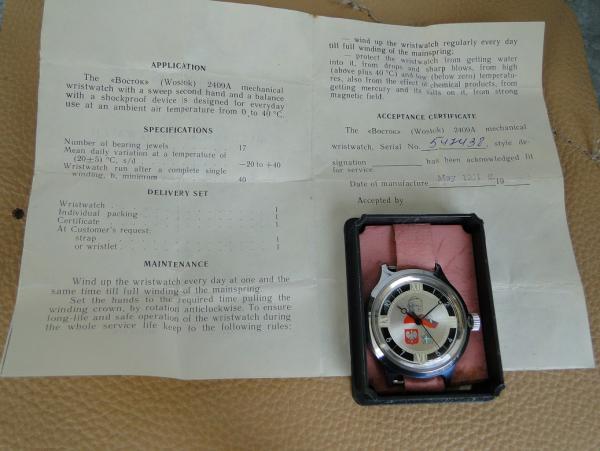 APPLICATION
The «Восток» (Wostok) 2409A mechanical
wristwatch with a sweep second hand and a balance
with a shockproof device is designed for everyday
use at an ambient air temperature from 0 to 40 °C.
SPECIFICATIONS
Number of bearing jewels 17
Mean daily variation at a temperature of
(20±5) °C, s/d −20 to +40
Wristwatch run after a complete single
winding, h, minimum 40
DELIVERY SET
Wristwatch 1
Individual packing 1
Certificate 1
At Customer's request:
strap 1
or wristlet 1
MAINTENANCE
Wind up the wristwatch every day at one and the
same time till full winding of the mainspring.
Set the hands to the required time pulling the
winding crown, by rotation anticlockwise. To ensure
long-life and safe operation of the wristwatch during
the whole service life keep to the following rules:
— wind up the wristwatch regularly every day
till full winding of the mainspring;
— protect the wristwatch from getting water
into it, from drops and sharp blows, from high
(above plus 40 °C) and low (below zero) temperatu-
res, also from the effect of chemical products, from
getting mercury and its salts on it, from strong
magnetic field.
ACCEPTANCE CERTIFICATE
The «Восток» (Wostok) 2409A mechanical
wristwatch, Serial No. 547438, style de-
signation has been acknowledged fit
for service.
Date of manufacture May 1991 19
Accepted by